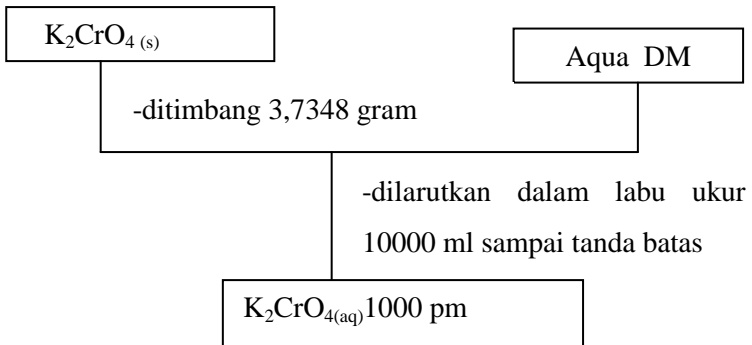 K₂CrO₄ (s)
Aqua DM
-ditimbang 3,7348 gram
-dilarutkan dalam labu ukur
10000 ml sampai tanda batas
K₂CrO₄(aq)1000 pm